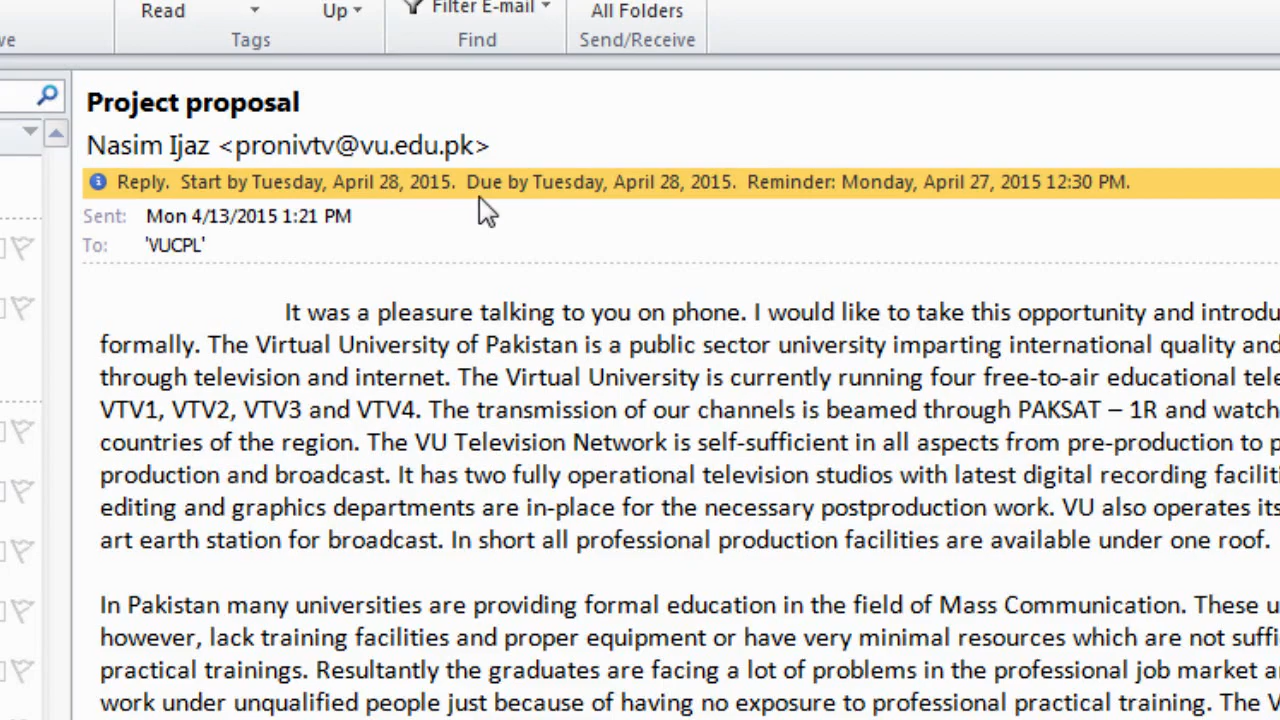 Read Up Filter E-mail All Folders
Tags Find Send/Receive
Project proposal
Nasim Ijaz <pronivtv@vu.edu.pk>
Reply. Start by Tuesday, April 28, 2015. Due by Tuesday, April 28, 2015. Reminder: Monday, April 27, 2015 12:30 PM.
Sent: Mon 4/13/2015 1:21 PM
To: 'VUCPL'
It was a pleasure talking to you on phone. I would like to take this opportunity and
formally. The Virtual University of Pakistan is a public sector university imparting international quality
through television and internet. The Virtual University is currently running four free-to-air educational
VTV1, VTV2, VTV3 and VTV4. The transmission of our channels is beamed through PAKSAT – 1R and
countries of the region. The VU Television Network is self-sufficient in all aspects from pre-production to
production and broadcast. It has two fully operational television studios with latest digital recording
editing and graphics departments are in-place for the necessary postproduction work. VU also operates
art earth station for broadcast. In short all professional production facilities are available under one roof.
In Pakistan many universities are providing formal education in the field of Mass Communication. These
however, lack training facilities and proper equipment or have very minimal resources which are not
practical trainings. Resultantly the graduates are facing a lot of problems in the professional job market
work under unqualified people just because of having no exposure to professional practical training. The